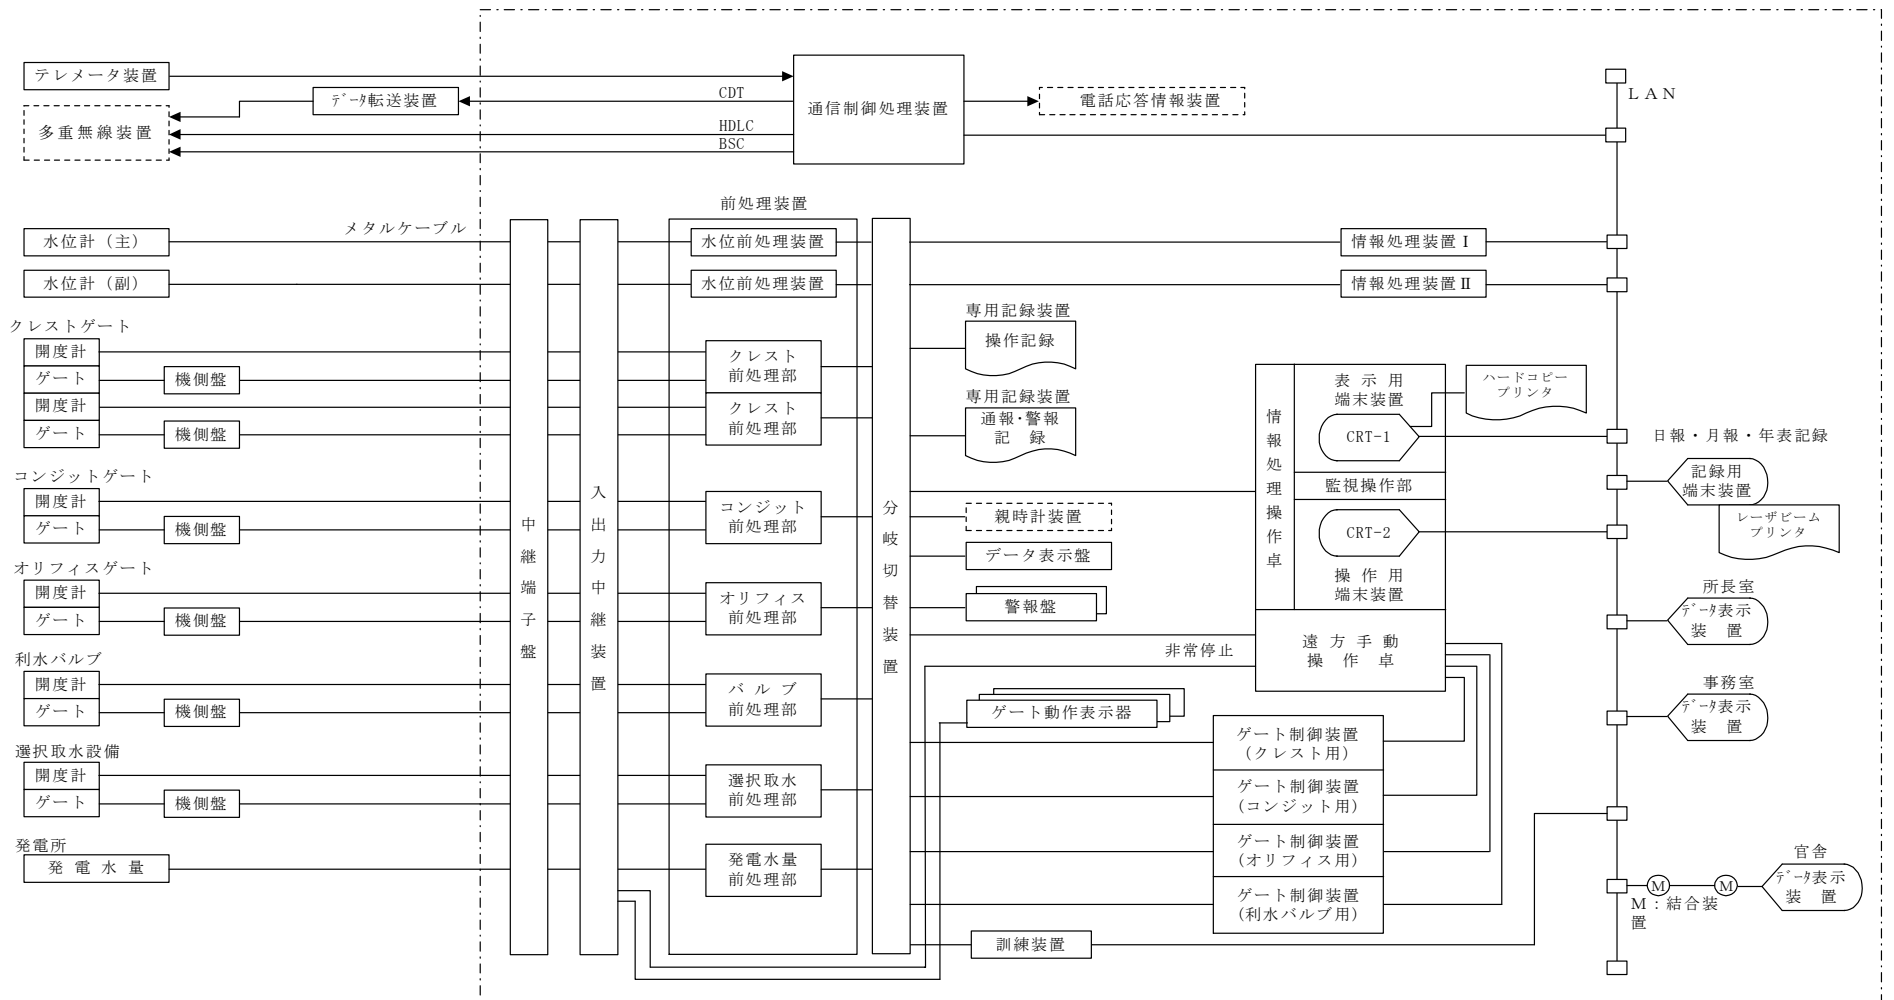 テレメータ装置
多重無線装置
データ転送装置
CDT
HDLC
BSC
通信制御処理装置
電話応答情報装置
ＬＡＮ
前処理装置
メタルケーブル
水位計（主）
水位計（副）
水位前処理装置
水位前処理装置
情報処理装置Ⅰ
情報処理装置Ⅱ
クレストゲート
開度計
ゲート
機側盤
開度計
ゲート
機側盤
コンジットゲート
開度計
ゲート
機側盤
オリフィスゲート
開度計
ゲート
機側盤
利水バルブ
開度計
ゲート
機側盤
選択取水設備
開度計
ゲート
機側盤
発電所
発電水量
中継端子盤
入出力中継装置
クレスト
前処理部
クレスト
前処理部
コンジット
前処理部
オリフィス
前処理部
バルブ
前処理部
選択取水
前処理部
発電水量
前処理部
分岐切替装置
専用記録装置
操作記録
専用記録装置
通報・警報
記録
親時計装置
データ表示盤
警報盤
非常停止
ゲート動作表示器
訓練装置
情報処理操作卓
表示用
端末装置
CRT-1
監視操作部
CRT-2
操作用
端末装置
遠方手動
操作卓
ハードコピー
プリンタ
ゲート制御装置
(クレスト用)
ゲート制御装置
(コンジット用)
ゲート制御装置
(オリフィス用)
ゲート制御装置
(利水バルブ用)
日報・月報・年表記録
記録用
端末装置
レーザビーム
プリンタ
所長室
データ表示
装置
事務室
データ表示
装置
官舎
データ表示
装置
M
M
M：結合装
置